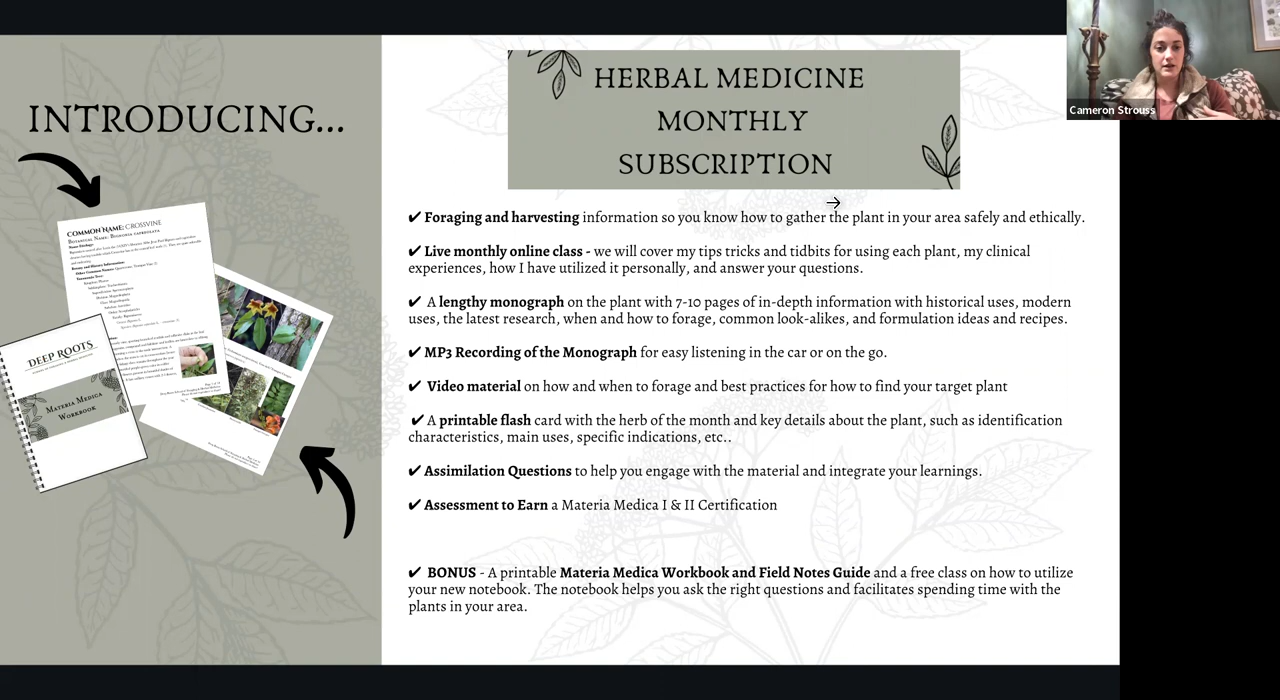 INTRODUCING...
HERBAL MEDICINE
MONTHLY
SUBSCRIPTION
Cameron Strouss
✔ Foraging and harvesting information so you know how to gather the plant in your area safely and ethically.
✔ Live monthly online class - we will cover my tips tricks and hacks for using each plant, my clinical
experiences, how I have utilized it personally, and answer your questions.
✔ A lengthy monograph on the plant with 7-10 pages of in-depth information with historical uses, modern
uses, the latest research, when and how to forage, common look-alikes, and formulation ideas and recipes.
✔ MP3 Recording of the Monograph for easy listening in the car or on the go.
✔ Video material on how and when to forage and best practices for how to find your target plant
✔ A printable flash card with the herb of the month and key details about the plant, such as identification
characteristics, main uses, specific indications, etc..
✔ Assimilation Questions to help you engage with the material and integrate your learnings.
✔ Assessment to Earn a Materia Medica I & II Certification
✔ BONUS - A printable Materia Medica Workbook and Field Notes Guide and a free class on how to utilize
your new notebook. The notebook helps you ask the right questions and facilitates spending time with the
plants in your area.
COMMON NAME: CROSSVINE
BOTANICAL NAME: BIGNONIA CAPREOLATA
DEEP ROOTS
MATERIA MEDICA
WORKBOOK